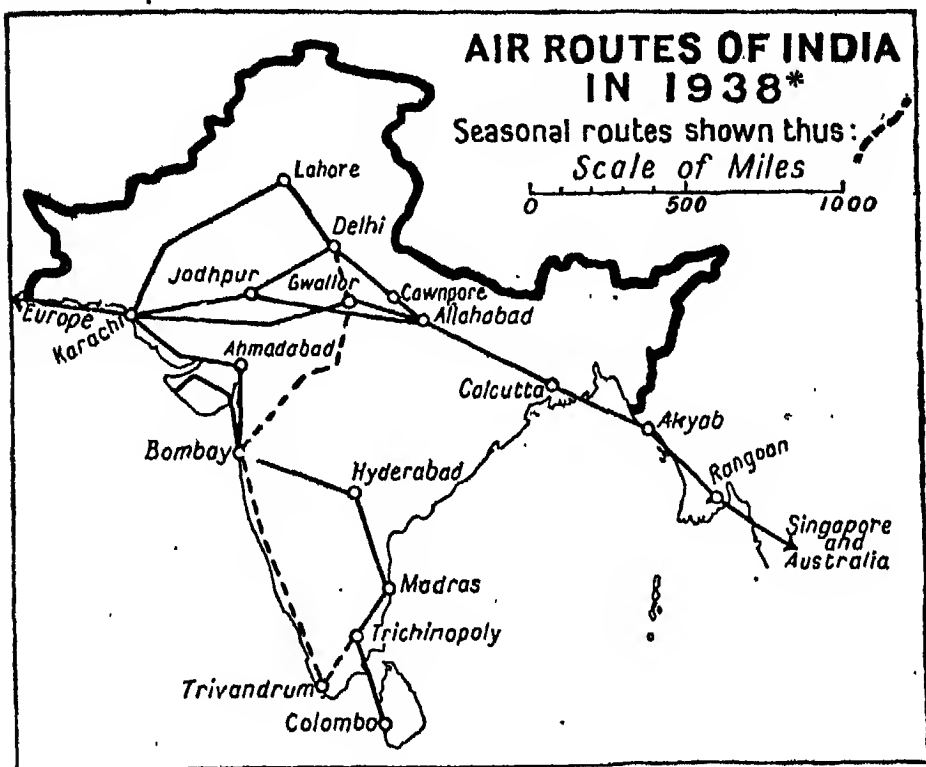 AIR ROUTES OF INDIA
IN 1938*
Seasonal routes shown thus:
Scale of Miles
0 500 1000
Lahore
Delhi
Jodhpur
Gwallor
Cawnpore
Allahabad
Europe
Karachi
Ahmadabad
Calcutta
Akyab
Bombay
Hyderabad
Rangoon
Singapore
and
Australia
Madras
Trichinopoly
Trivandrum
Colombo